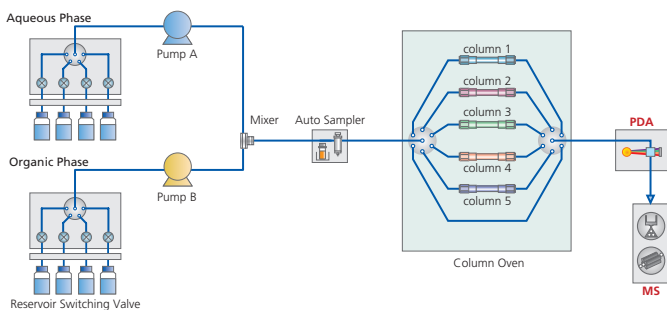 Aqueous Phase
Pump A
Mixer
Auto Sampler
Organic Phase
Pump B
Reservoir Switching Valve
column 1
column 2
column 3
column 4
column 5
Column Oven
PDA
MS